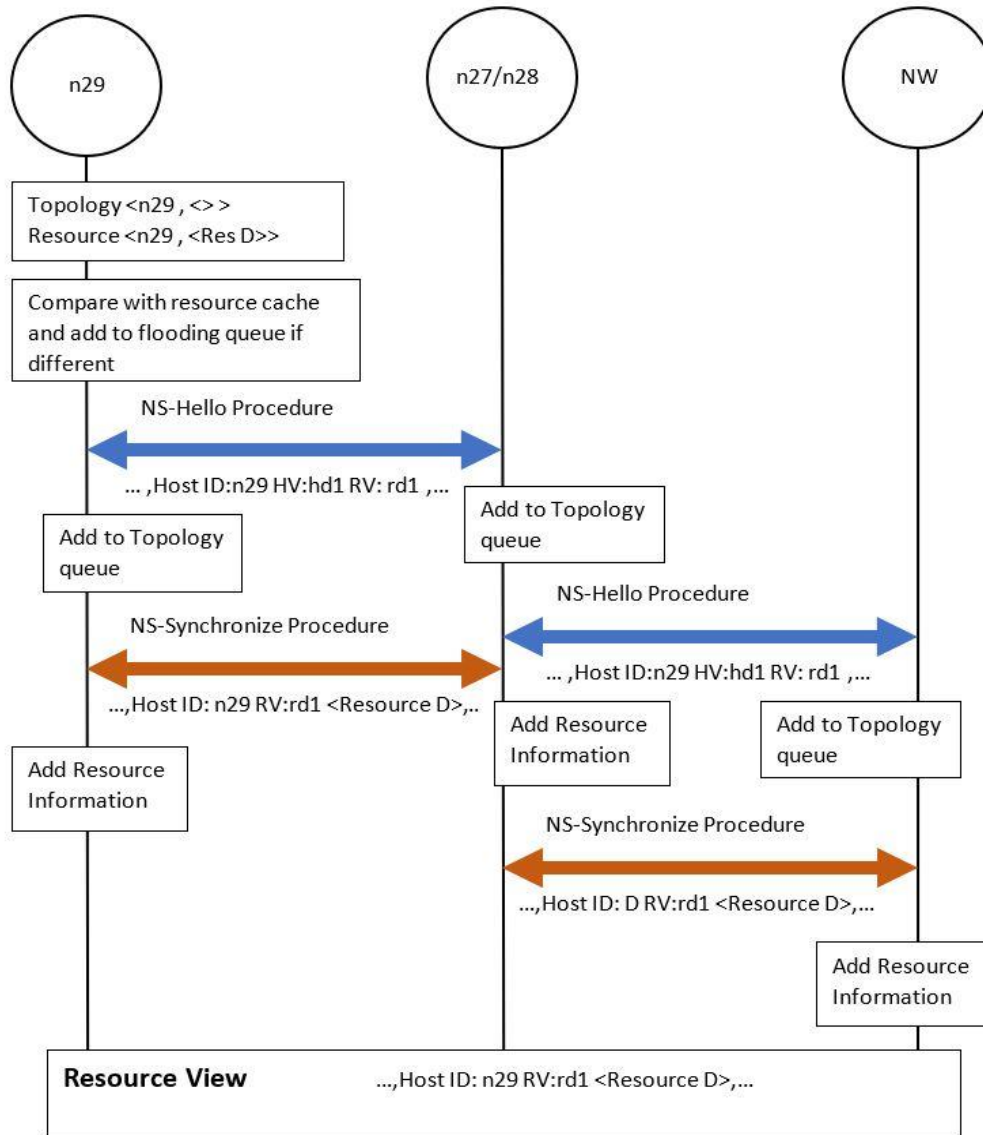 n29
n27/n28
NW
Topology <n29 , <> >
Resource <n29 , <Res D>>
Compare with resource cache
and add to flooding queue if
different
NS-Hello Procedure
... ,Host ID:n29 HV:hd1 RV: rd1 ,...
Add to Topology
queue
Add to Topology
queue
NS-Hello Procedure
NS-Synchronize Procedure
... ,Host ID:n29 HV:hd1 RV: rd1 ,...
...,Host ID: n29 RV:rd1 <Resource D>,..
Add Resource
Information
Add to Topology
queue
Add Resource
Information
NS-Synchronize Procedure
...,Host ID: D RV:rd1 <Resource D>,...
Add Resource
Information
Resource View ...,Host ID: n29 RV:rd1 <Resource D>,...